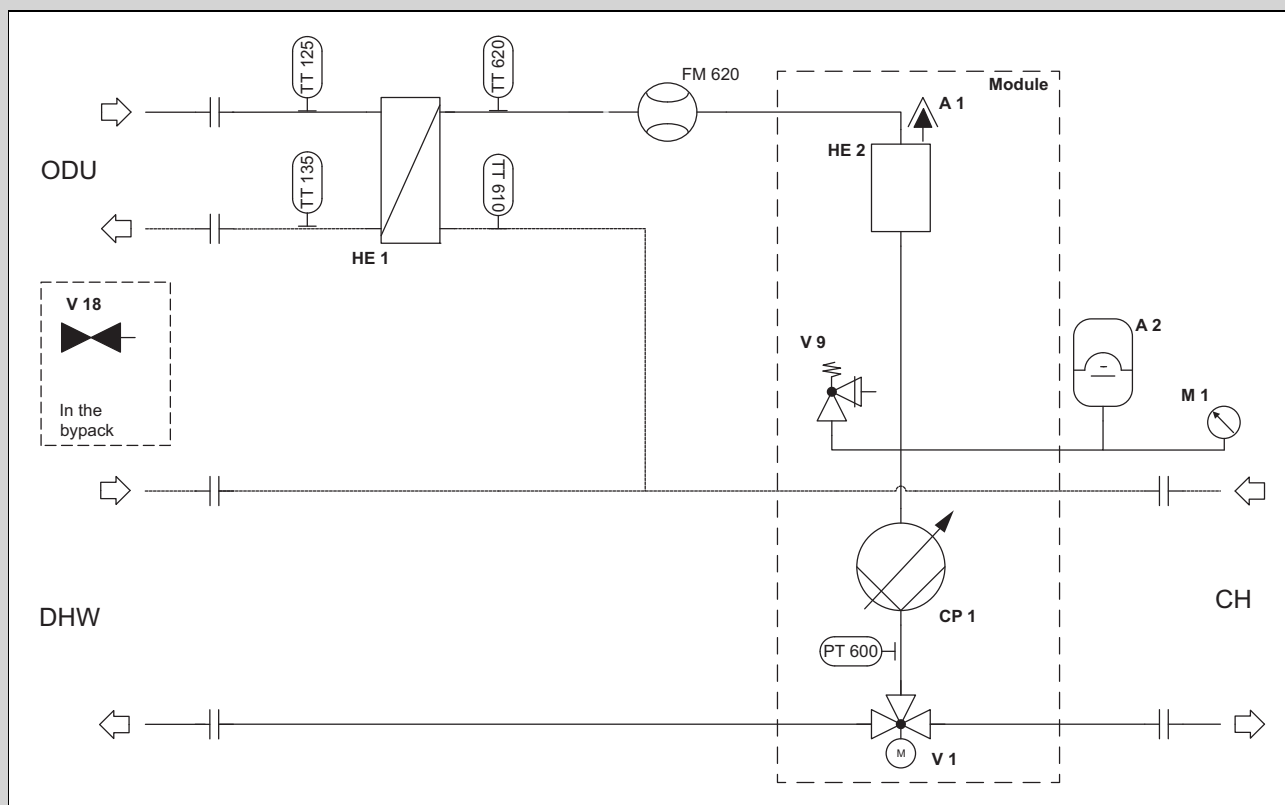 TT 125
TT 620
FM 620
Module
A 1
HE 2
ODU
TT 135
TT 610
HE 1
V 18
In the
bypack
V 9
A 2
M 1
DHW
CH
CP 1
PT 600
M
V 1